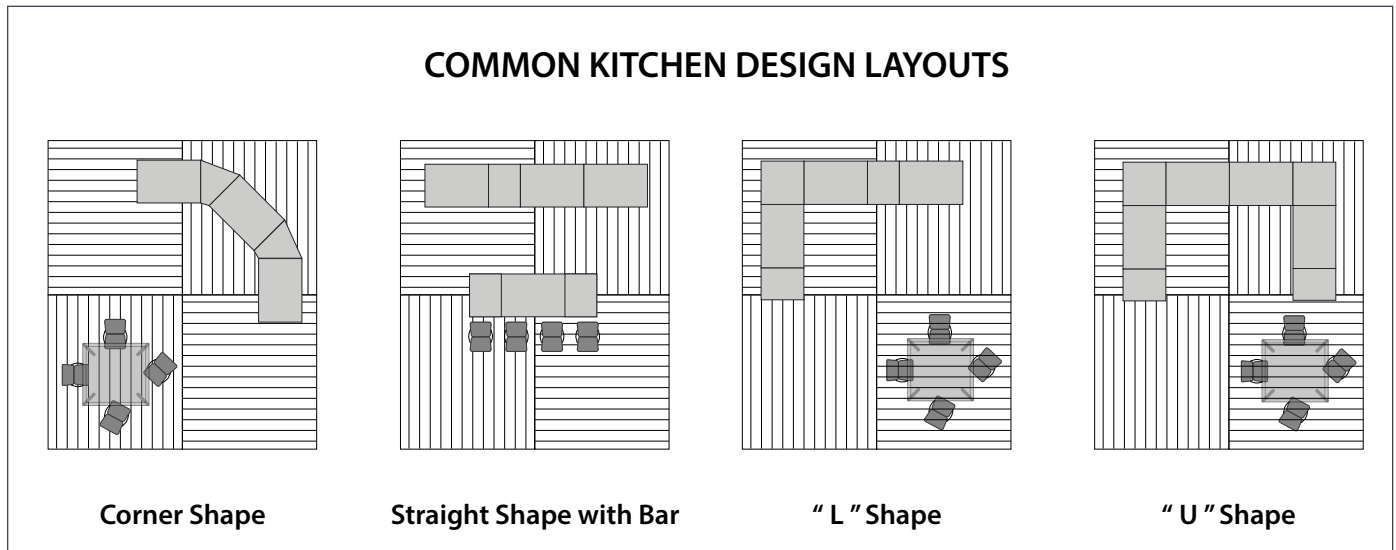 COMMON KITCHEN DESIGN LAYOUTS
Corner Shape
Straight Shape with Bar
“ L ” Shape
“ U ” Shape